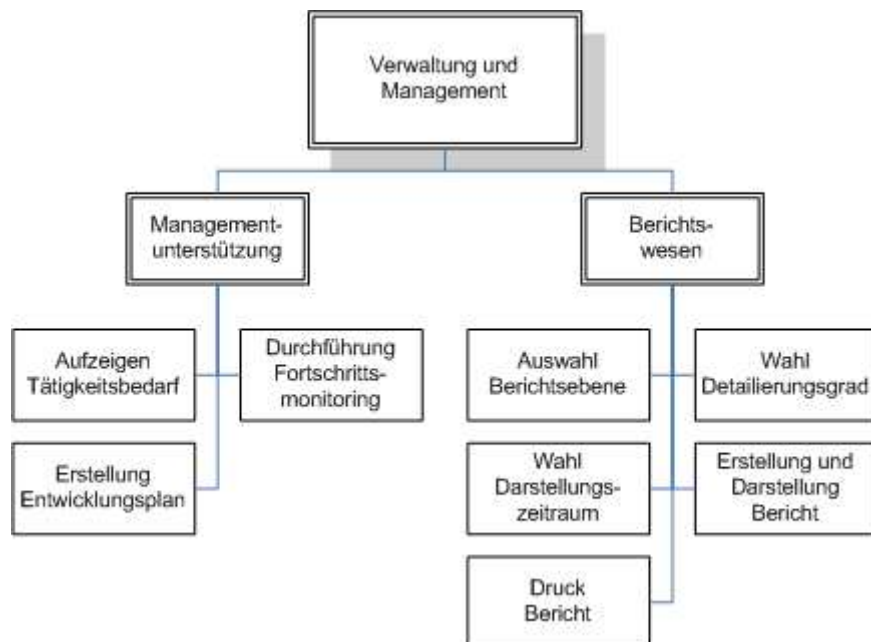 Verwaltung und
Management
Management-
unterstützung
Berichts-
wesen
Aufzeigen
Tätigkeitsbedarf
Durchführung
Fortschritts-
monitoring
Auswahl
Berichtsebene
Wahl
Detailierungsgrad
Erstellung
Entwicklungsplan
Wahl
Darstellungs-
zeitraum
Erstellung und
Darstellung
Bericht
Druck
Bericht